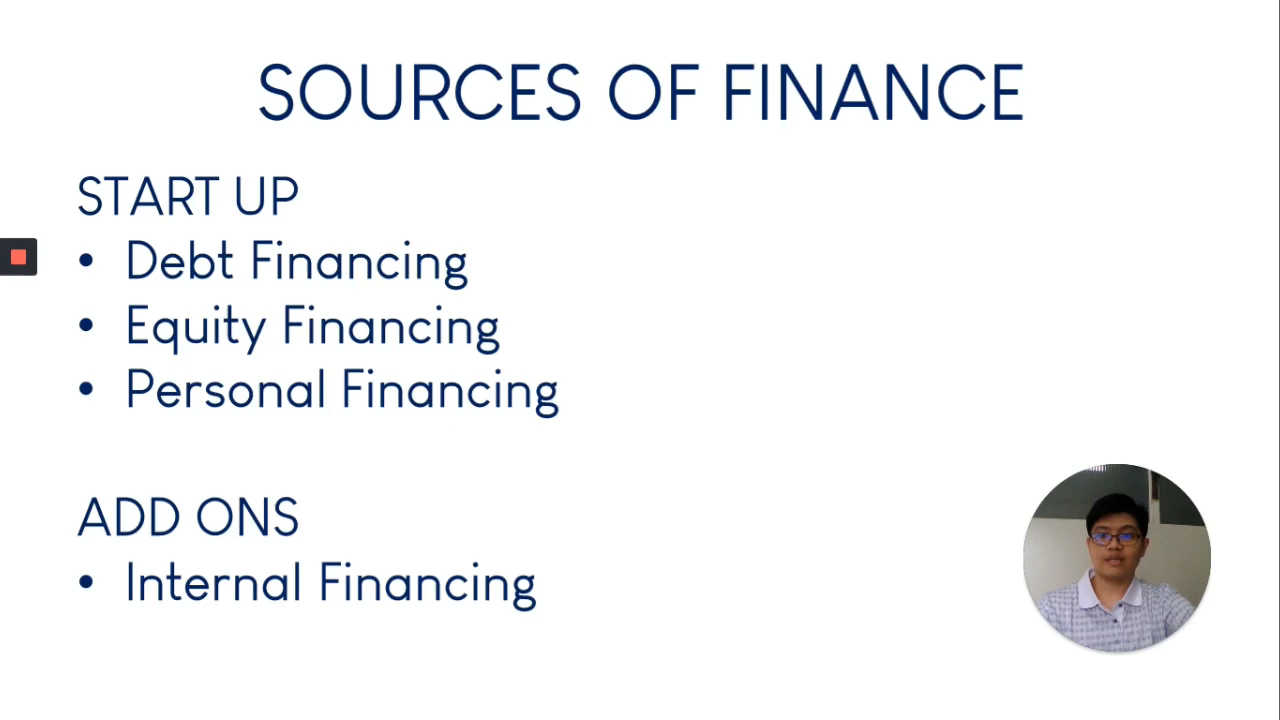 SOURCES OF FINANCE
START UP
• Debt Financing
• Equity Financing
• Personal Financing
ADD ONS
• Internal Financing